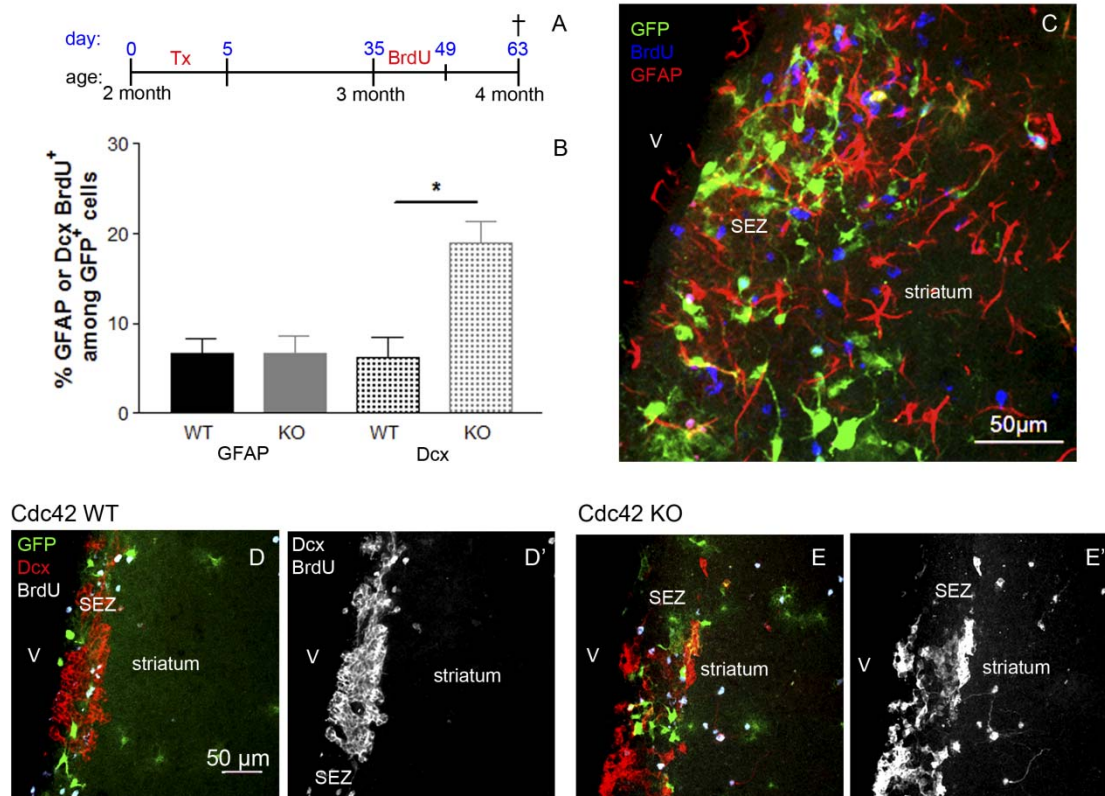 A
†
day: 0 5 35 49 63
Tx BrdU
age:
2 month 3 month 4 month
B
% GFAP or Dcx BrdU+
among GFP+ cells
30
20
10
0
*
WT KO WT KO
GFAP Dcx
C
GFP
BrdU
GFAP
V
SEZ
striatum
50µm
Cdc42 WT
GFP
Dcx
BrdU
D
SEZ
V
striatum
50 µm
Dcx
BrdU
D'
V
striatum
SEZ
Cdc42 KO
E
SEZ
V
striatum
E'
SEZ
V
striatum